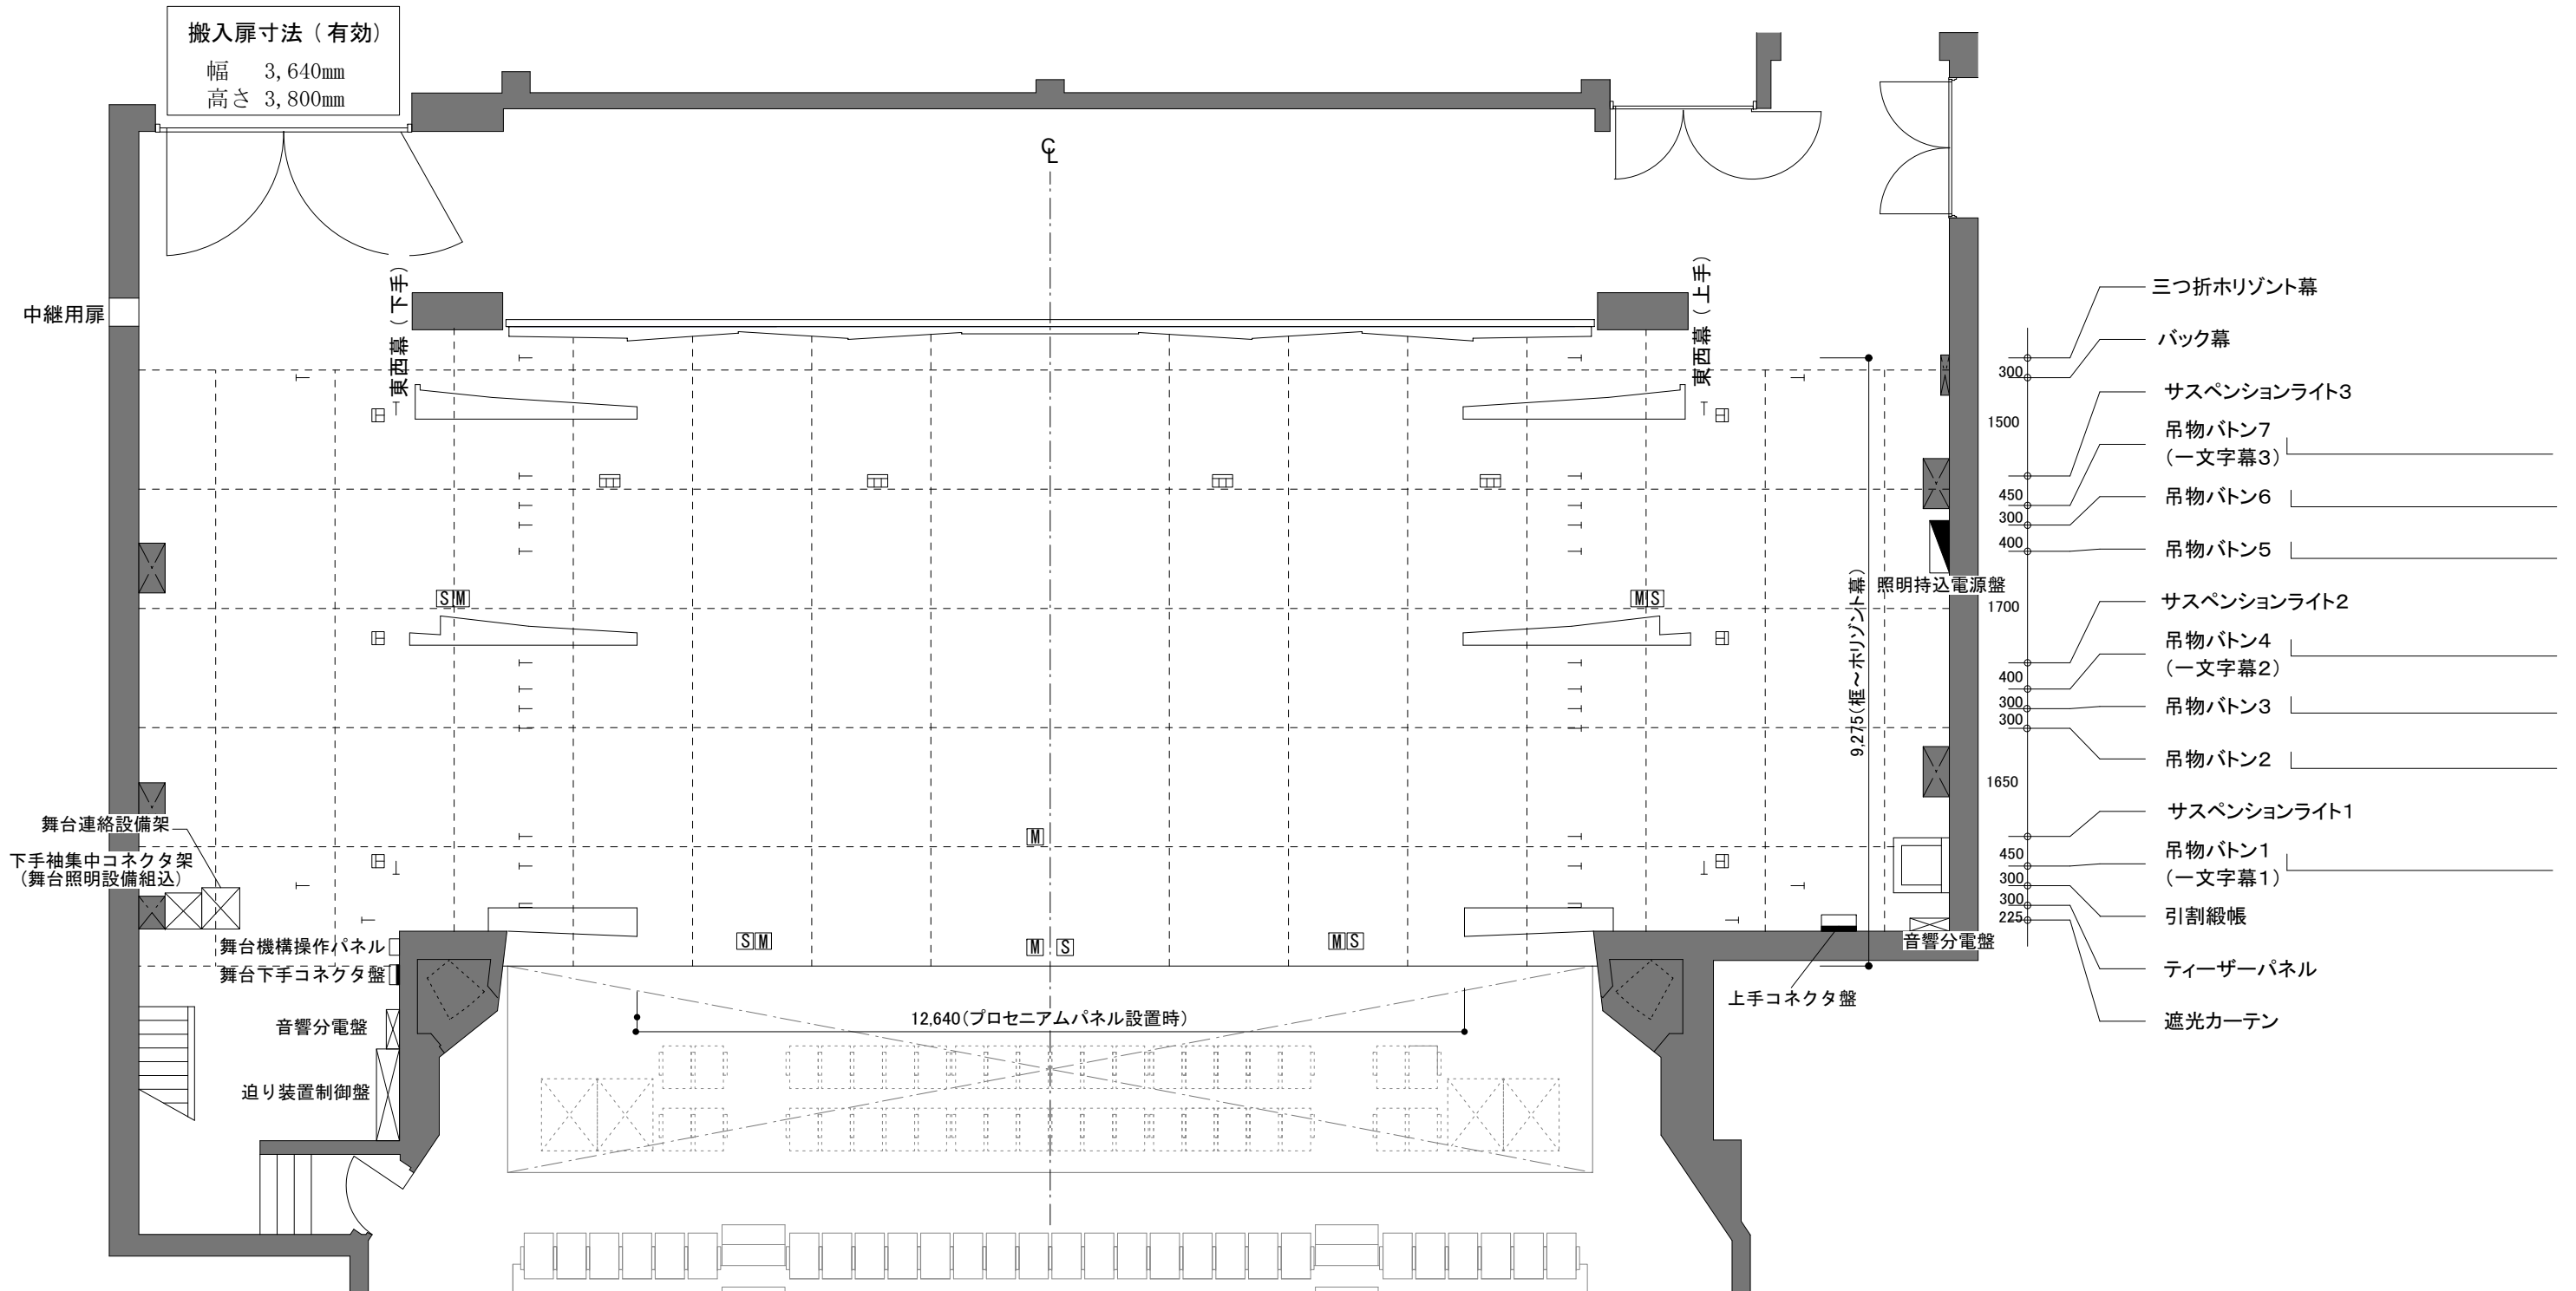 搬入扉寸法（有効）
幅 3,640mm
高さ 3,800mm
CL
中継用扉
東西幕（下手）
東西幕（上手）
三つ折ホリゾント幕
バック幕
300
サスペンションライト3
1500
吊物バトン7
（一文字幕3）
450
吊物バトン6
300
吊物バトン5
400
照明持込電源盤
サスペンションライト2
1700
吊物バトン4
（一文字幕2）
400
吊物バトン3
300
吊物バトン2
300
サスペンションライト1
1650
吊物バトン1
（一文字幕1）
450
引割緞帳
300
ティーザーパネル
300
遮光カーテン
225
9,275（框～ホリゾント幕）
S M
M S
M
S M
M S
M S
舞台連絡設備架
下手袖集中コネクタ架
（舞台照明設備組込）
舞台機構操作パネル
舞台下手コネクタ盤
音響分電盤
迫り装置制御盤
音響分電盤
上手コネクタ盤
12,640（プロセニアムパネル設置時）